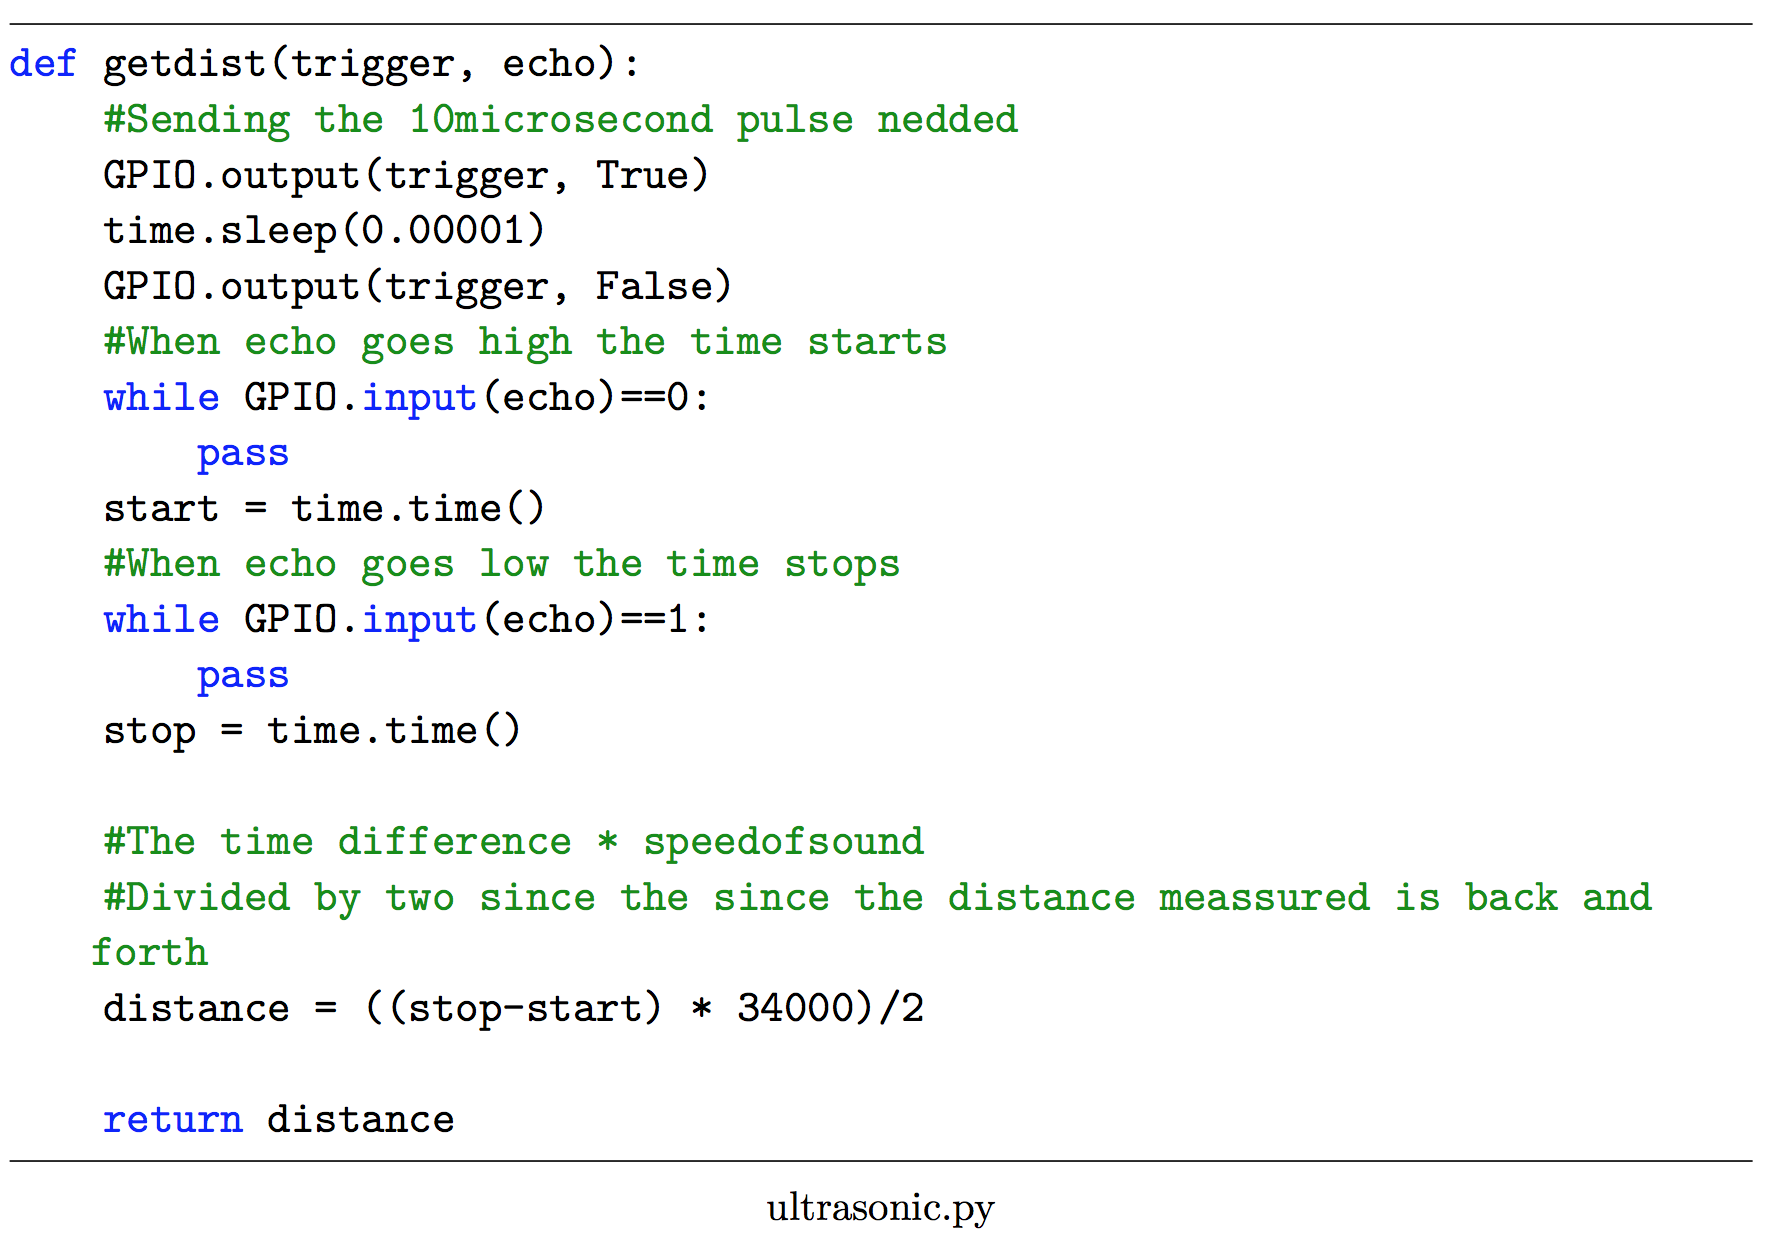 def getdist(trigger, echo):
    #Sending the 10microsecond pulse nedded
    GPIO.output(trigger, True)
    time.sleep(0.00001)
    GPIO.output(trigger, False)
    #When echo goes high the time starts
    while GPIO.input(echo)==0:
        pass
    start = time.time()
    #When echo goes low the time stops
    while GPIO.input(echo)==1:
        pass
    stop = time.time()

    #The time difference * speedofsound
    #Divided by two since the since the distance meassured is back and
    forth
    distance = ((stop-start) * 34000)/2

    return distance
ultrasonic.py